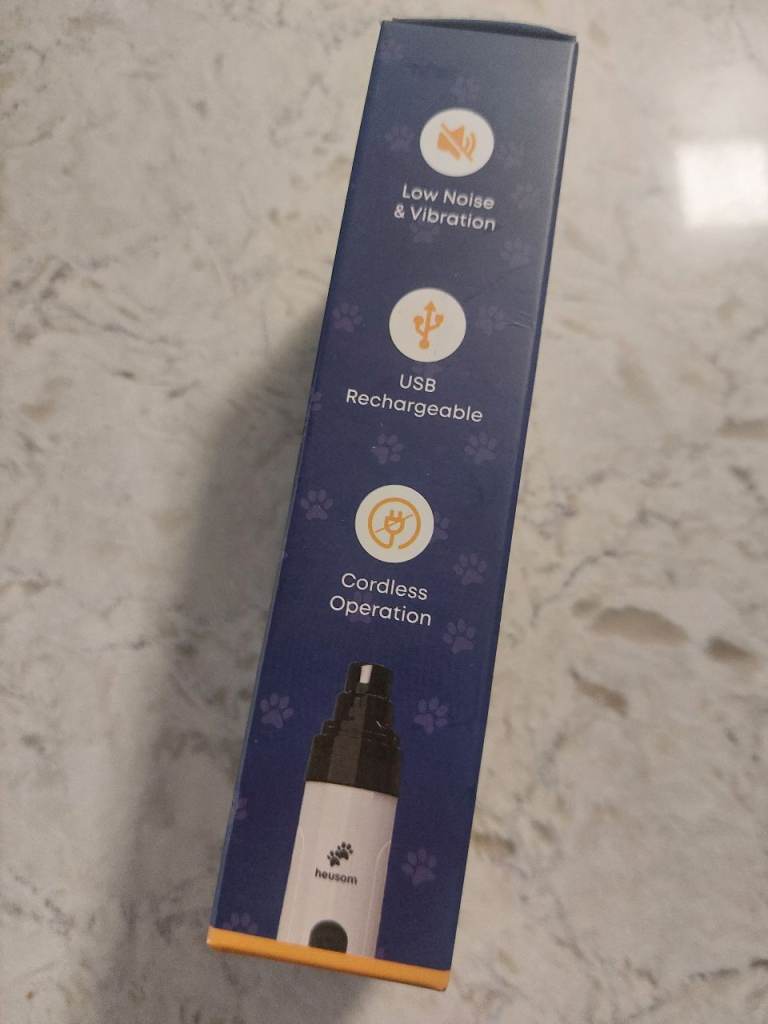 Low Noise
& Vibration
USB
Rechargeable
Cordless
Operation
heusom